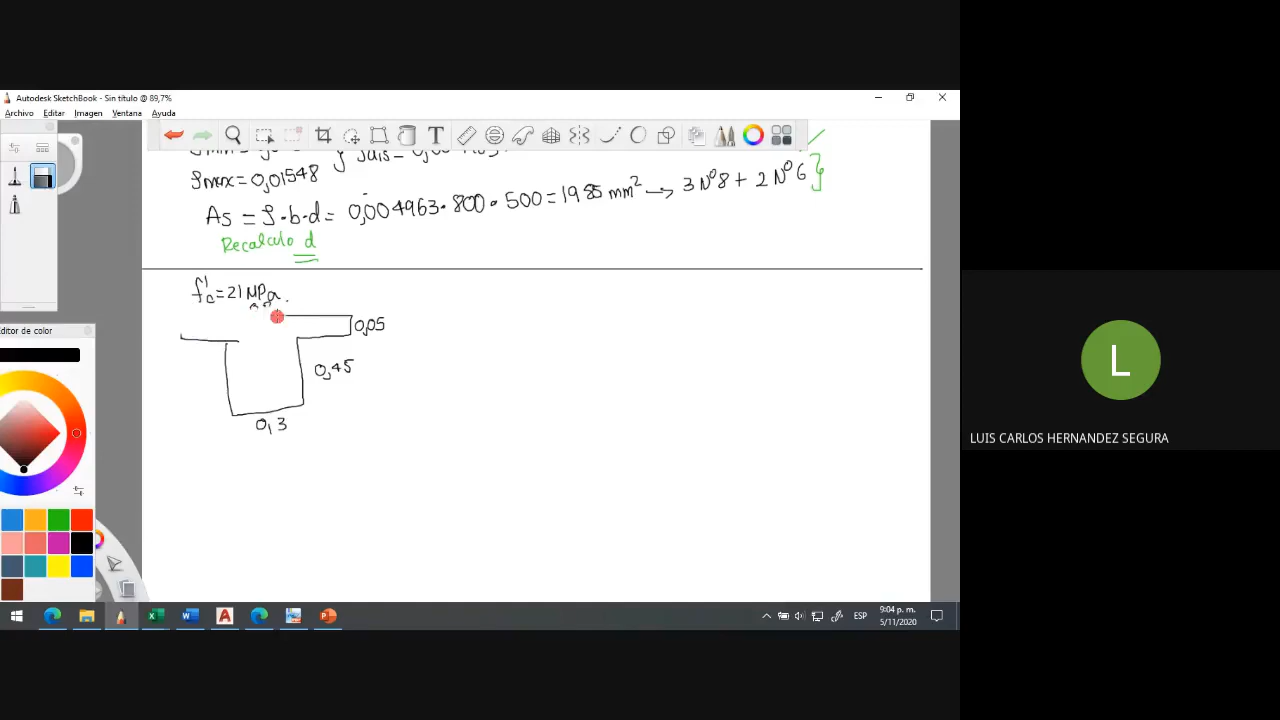 Autodesk SketchBook - Sin título @ 89,7%
Archivo Editar Imagen Ventana Ayuda
T
ρmax = 0,01548
As = ρ・b・d = 0,004963・800・500 = 1985 mm² → 3 N°8 + 2 N°6
Recalculo d
f'c = 21 MPa.
0,05
0,45
0,3
Editor de color
L
LUIS CARLOS HERNANDEZ SEGURA
ESP
9:04 p. m.
5/11/2020